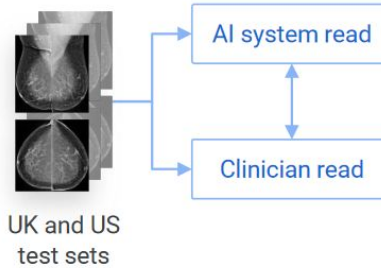 AI system read
Clinician read
UK and US
test sets